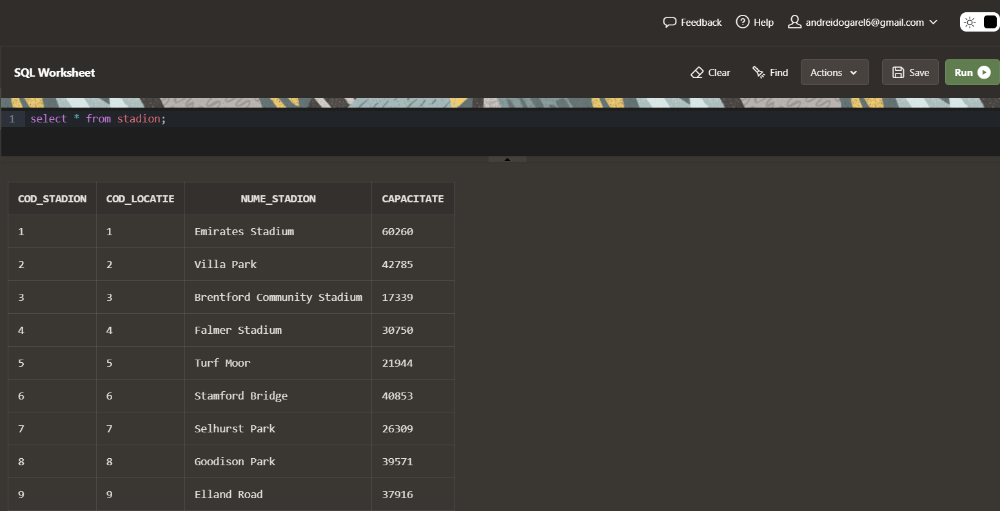 Feedback Help andreidogarel6@gmail.com
SQL Worksheet Clear Find Actions Save Run
1 select * from stadion;
COD_STADION COD_LOCATIE NUME_STADION CAPACITATE
1 1 Emirates Stadium 60260
2 2 Villa Park 42785
3 3 Brentford Community Stadium 17339
4 4 Falmer Stadium 30750
5 5 Turf Moor 21944
6 6 Stamford Bridge 40853
7 7 Selhurst Park 26309
8 8 Goodison Park 39571
9 9 Elland Road 37916